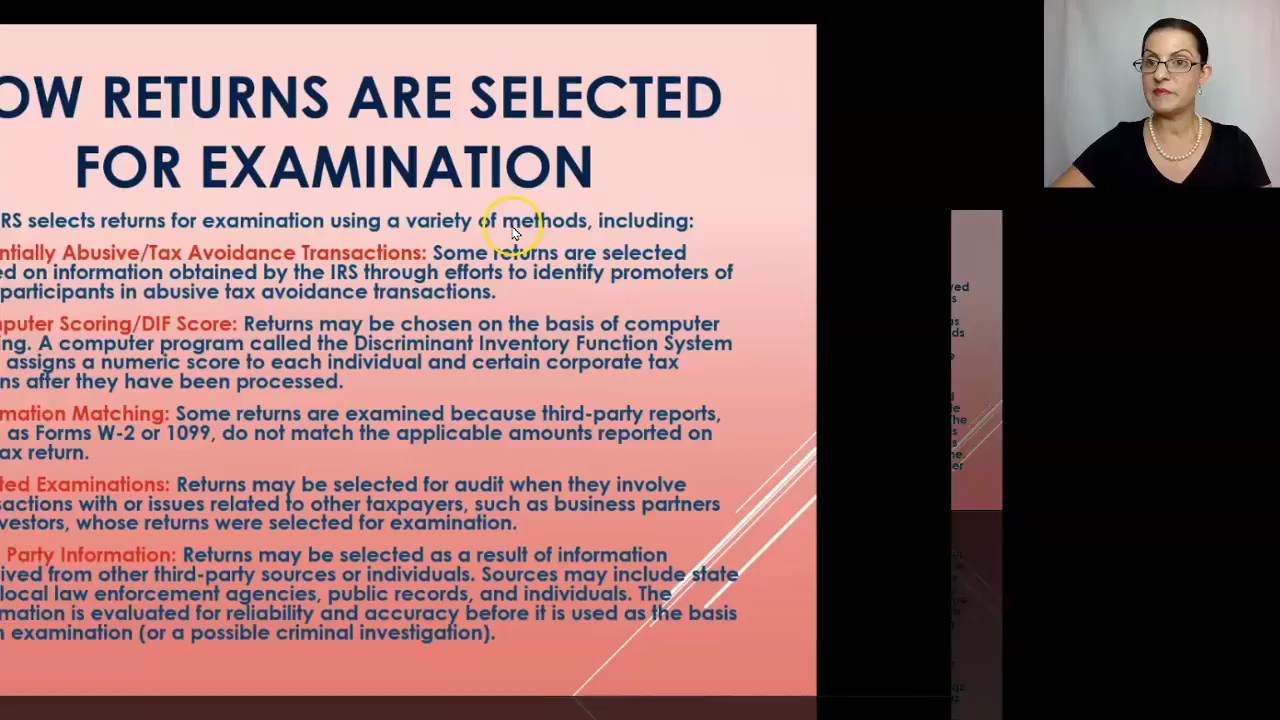 OW RETURNS ARE SELECTED
FOR EXAMINATION
RS selects returns for examination using a variety of methods, including:
entially Abusive/Tax Avoidance Transactions: Some returns are selected
ed on information obtained by the IRS through efforts to identify promoters of
participants in abusive tax avoidance transactions.
mputer Scoring/DIF Score: Returns may be chosen on the basis of computer
ing. A computer program called the Discriminant Inventory Function System
assigns a numeric score to each individual and certain corporate tax
ns after they have been processed.
rmation Matching: Some returns are examined because third-party reports,
as Forms W-2 or 1099, do not match the applicable amounts reported on
ax return.
ted Examinations: Returns may be selected for audit when they involve
sactions with or issues related to other taxpayers, such as business partners
vestors, whose returns were selected for examination.
Party Information: Returns may be selected as a result of information
ived from other third-party sources or individuals. Sources may include state
local law enforcement agencies, public records, and individuals. The
rmation is evaluated for reliability and accuracy before it is used as the basis
n examination (or a possible criminal investigation).